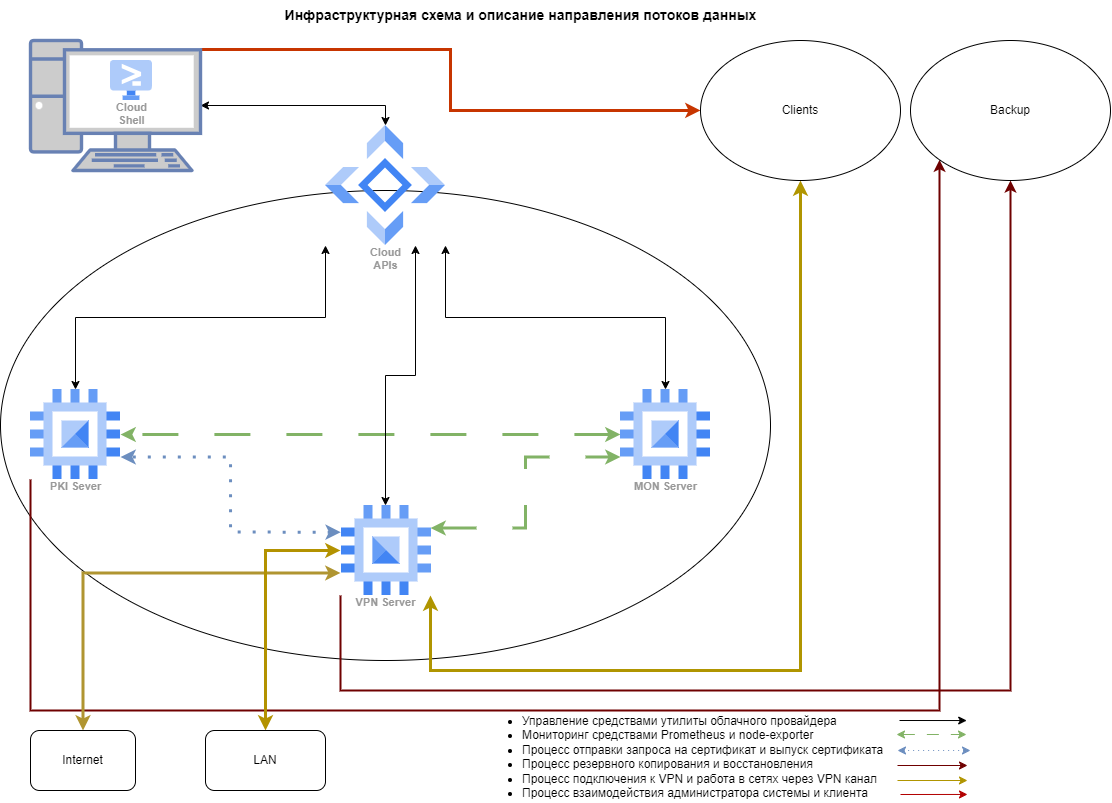 Инфраструктурная схема и описание направления потоков данных
Cloud
Shell
Clients
Backup
Cloud
APIs
PKI Sever
MON Server
VPN Server
Internet
LAN
Управление средствами утилиты облачного провайдера
Мониторинг средствами Prometheus и node-exporter
Процесс отправки запроса на сертификат и выпуск сертификата
Процесс резервного копирования и восстановления
Процесс подключения к VPN и работа в сетях через VPN канал
Процесс взаимодействия администратора системы и клиента